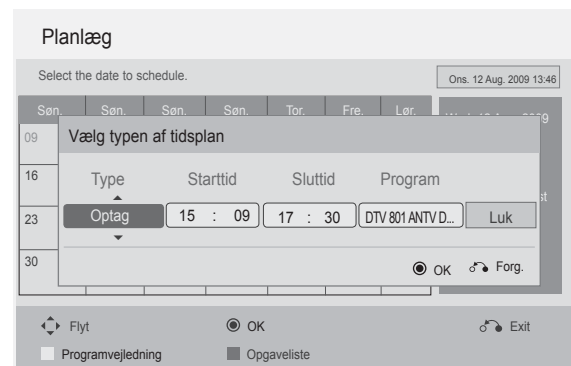 Planlæg
Select the date to schedule.
Ons. 12 Aug. 2009 13:46
Søn. Søn. Søn. Søn. Tor. Fre. Lør.
09
Vælg typen af tidsplan
16
Type Starttid Sluttid Program
23
Optag 15 : 09 17 : 30 DTV 801 ANTV D... Luk
30
OK Forg.
Flyt OK Exit
Programvejledning Opgaveliste